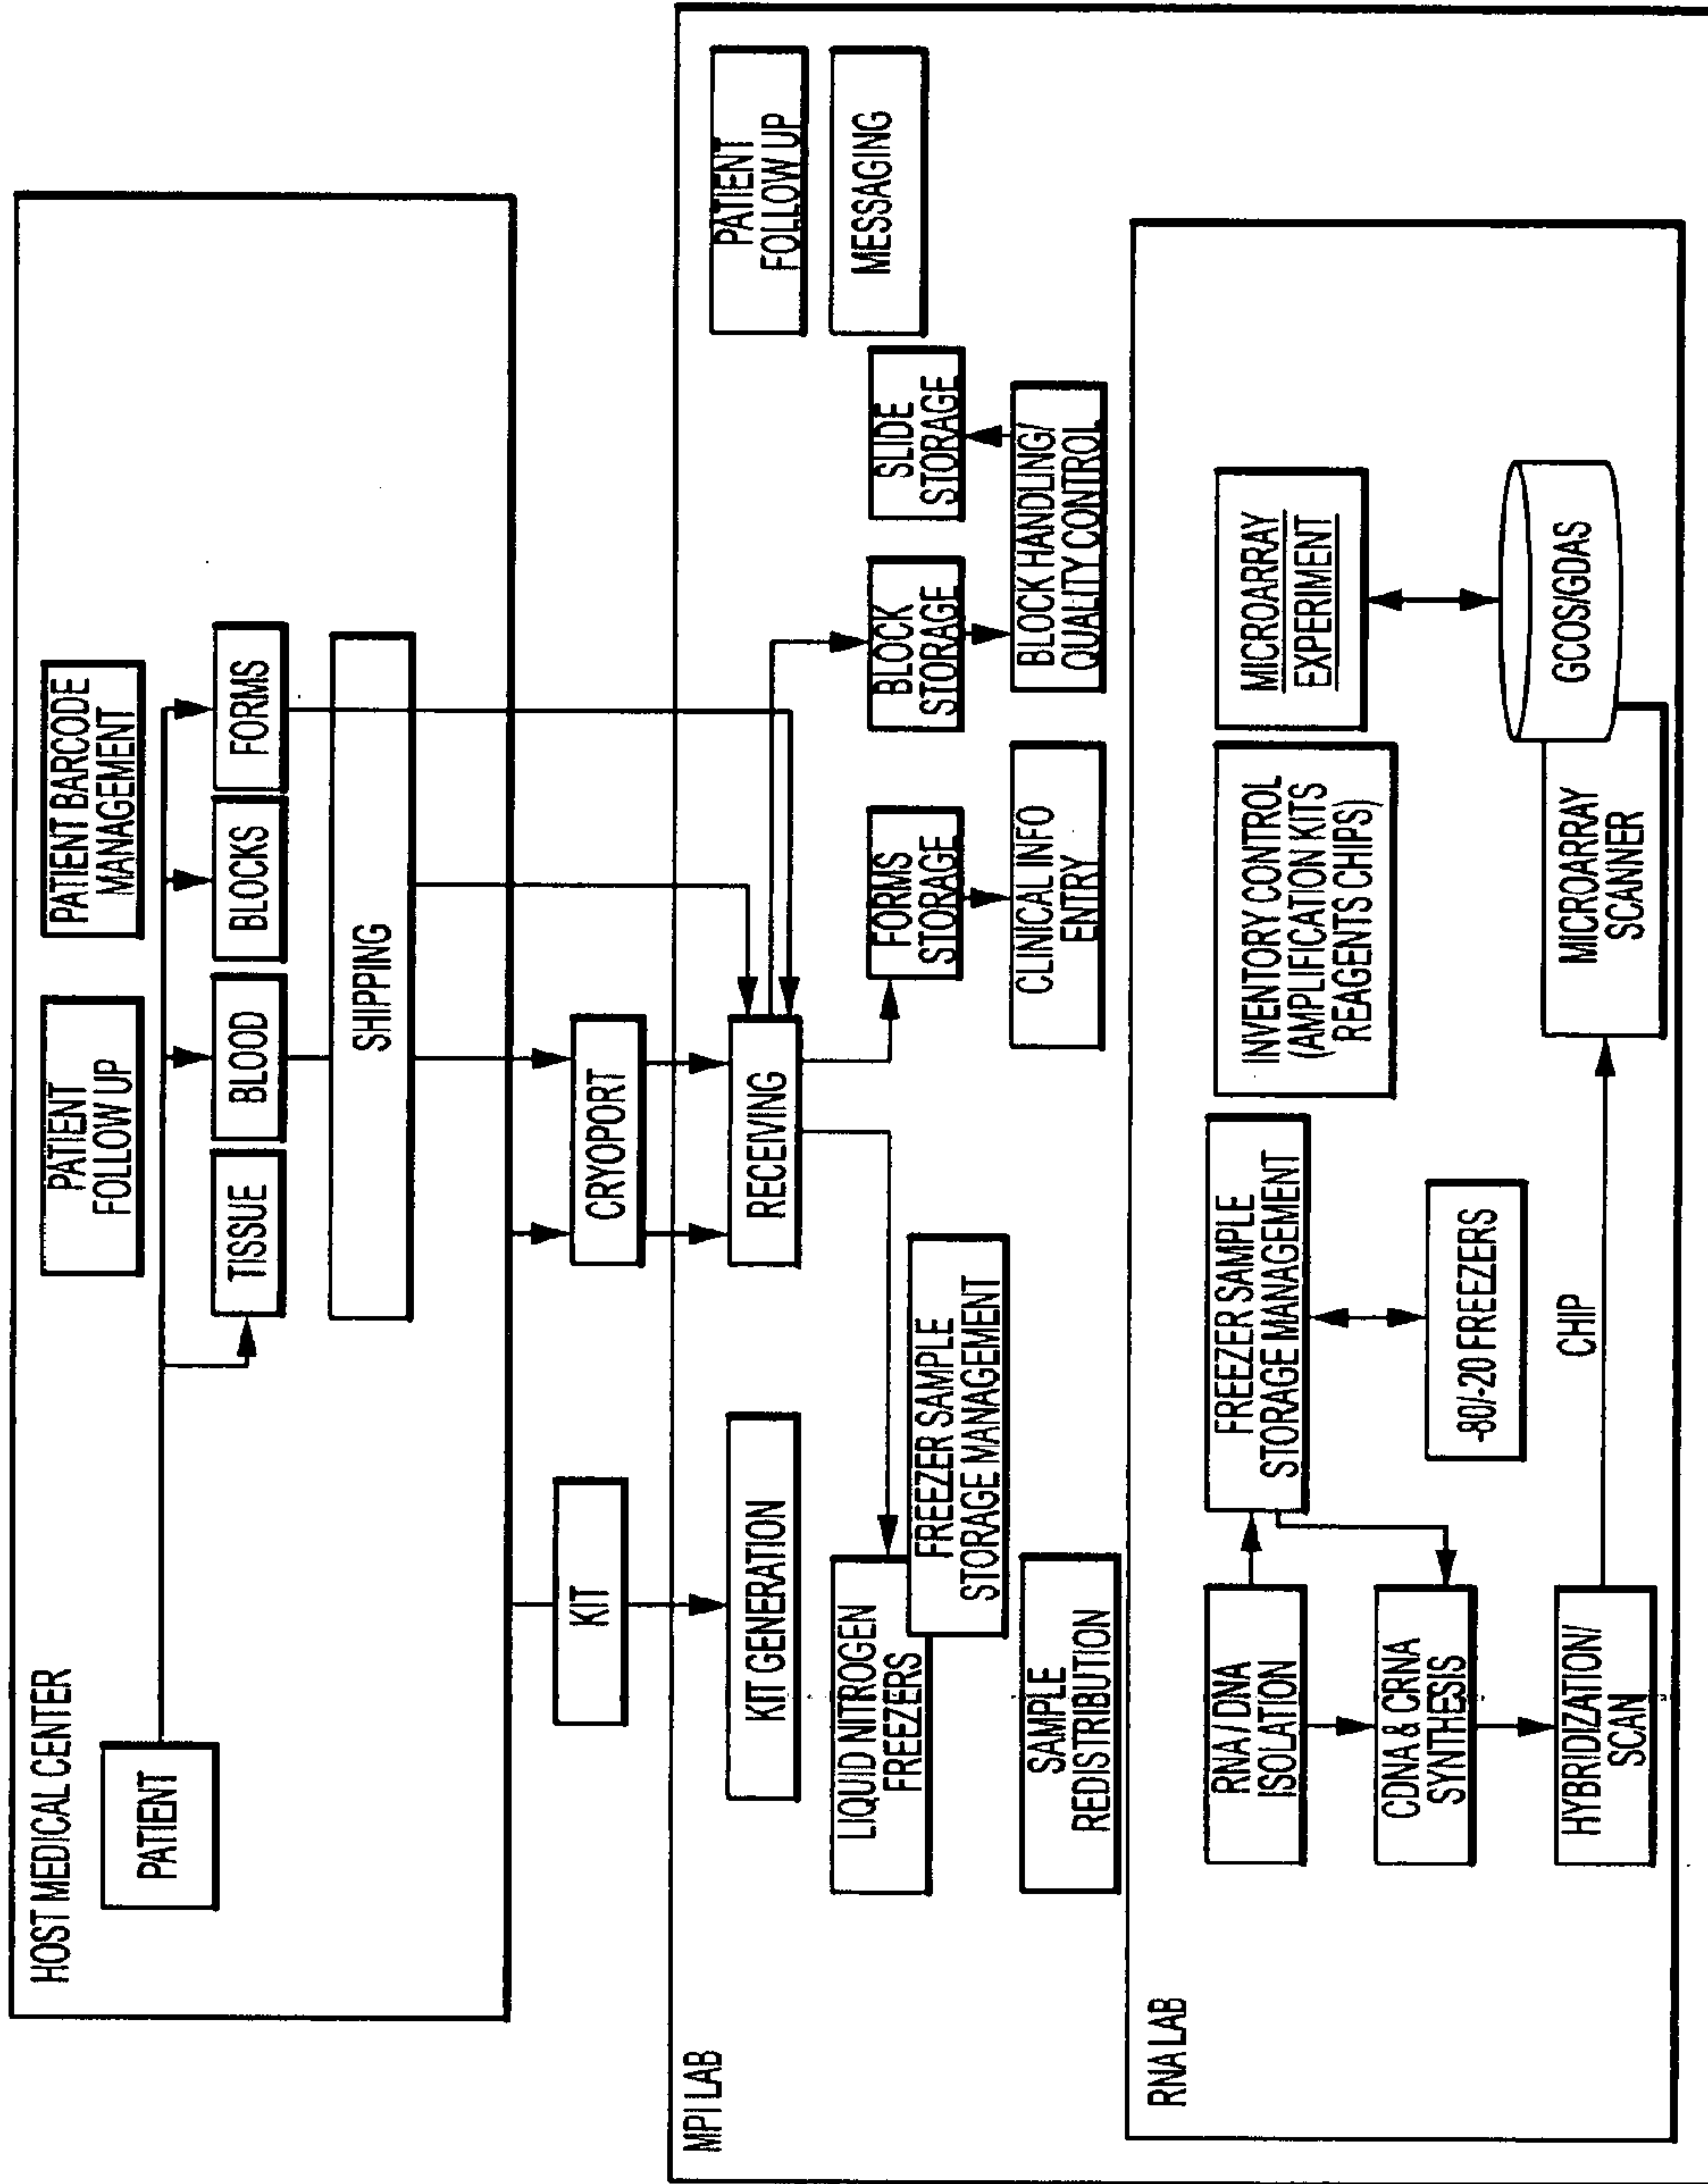 HOST MEDICAL CENTER
PATIENT
PATIENT
FOLLOW UP
PATIENT BARCODE
MANAGEMENT
TISSUE
BLOOD
BLOCKS
FORMS
SHIPPING
KIT
CRYOPORT
MPI LAB
KIT GENERATION
RECEIVING
PATIENT
FOLLOW UP
MESSAGING
LIQUID NITROGEN
FREEZERS
FREEZER SAMPLE
STORAGE MANAGEMENT
FORMS
STORAGE
BLOCK
STORAGE
SLIDE
STORAGE
SAMPLE
REDISTRIBUTION
CLINICAL INFO
ENTRY
BLOCK HANDLING/
QUALITY CONTROL
RNA LAB
RNA / DNA
ISOLATION
FREEZER SAMPLE
STORAGE MANAGEMENT
INVENTORY CONTROL
(AMPLIFICATION KITS
REAGENTS CHIPS)
MICROARRAY
EXPERIMENT
CDNA & CRNA
SYNTHESIS
-80/-20 FREEZERS
HYBRIDIZATION/
SCAN
CHIP
MICROARRAY
SCANNER
GCOS/GDAS